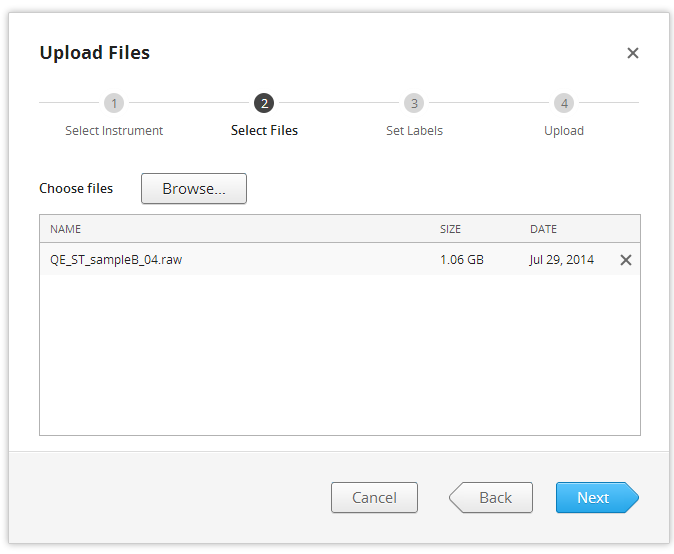 Upload Files
1 2 3 4
Select Instrument Select Files Set Labels Upload
Choose files Browse...
NAME SIZE DATE
QE_ST_sampleB_04.raw 1.06 GB Jul 29, 2014
Cancel Back Next